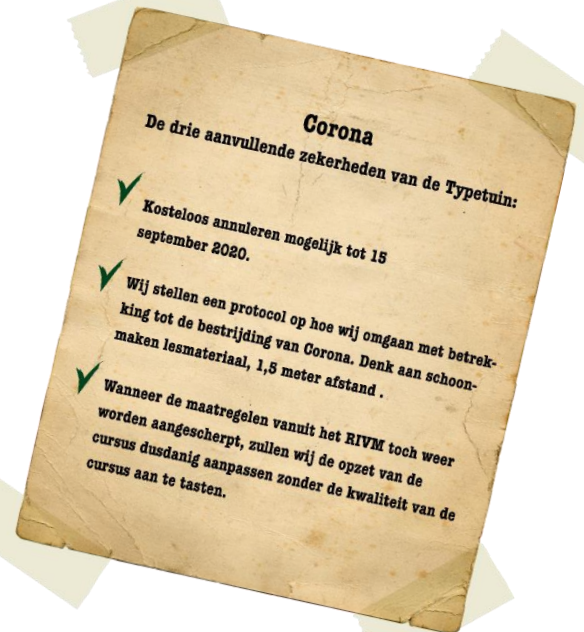 Corona
De drie aanvullende zekerheden van de Typetuin:
Kosteloos annuleren mogelijk tot 15
september 2020.
Wij stellen een protocol op hoe wij omgaan met betrek-
king tot de bestrijding van Corona. Denk aan schoon-
maken lesmateriaal, 1,5 meter afstand .
Wanneer de maatregelen vanuit het RIVM toch weer
worden aangescherpt, zullen wij de opzet van de
cursus dusdanig aanpassen zonder de kwaliteit van de
cursus aan te tasten.